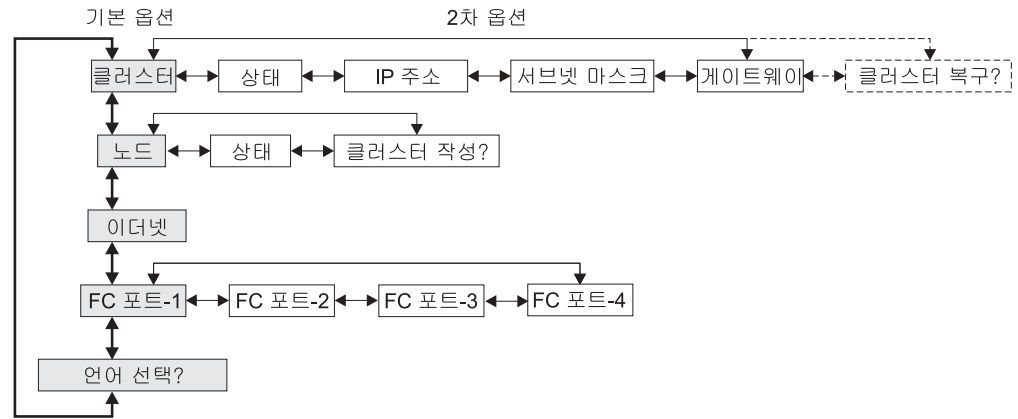 기본 옵션 2차 옵션
클러스터 상태 IP 주소 서브넷 마스크 게이트웨이 클러스터 복구?
노드 상태 클러스터 작성?
이더넷
FC 포트-1 FC 포트-2 FC 포트-3 FC 포트-4
언어 선택?